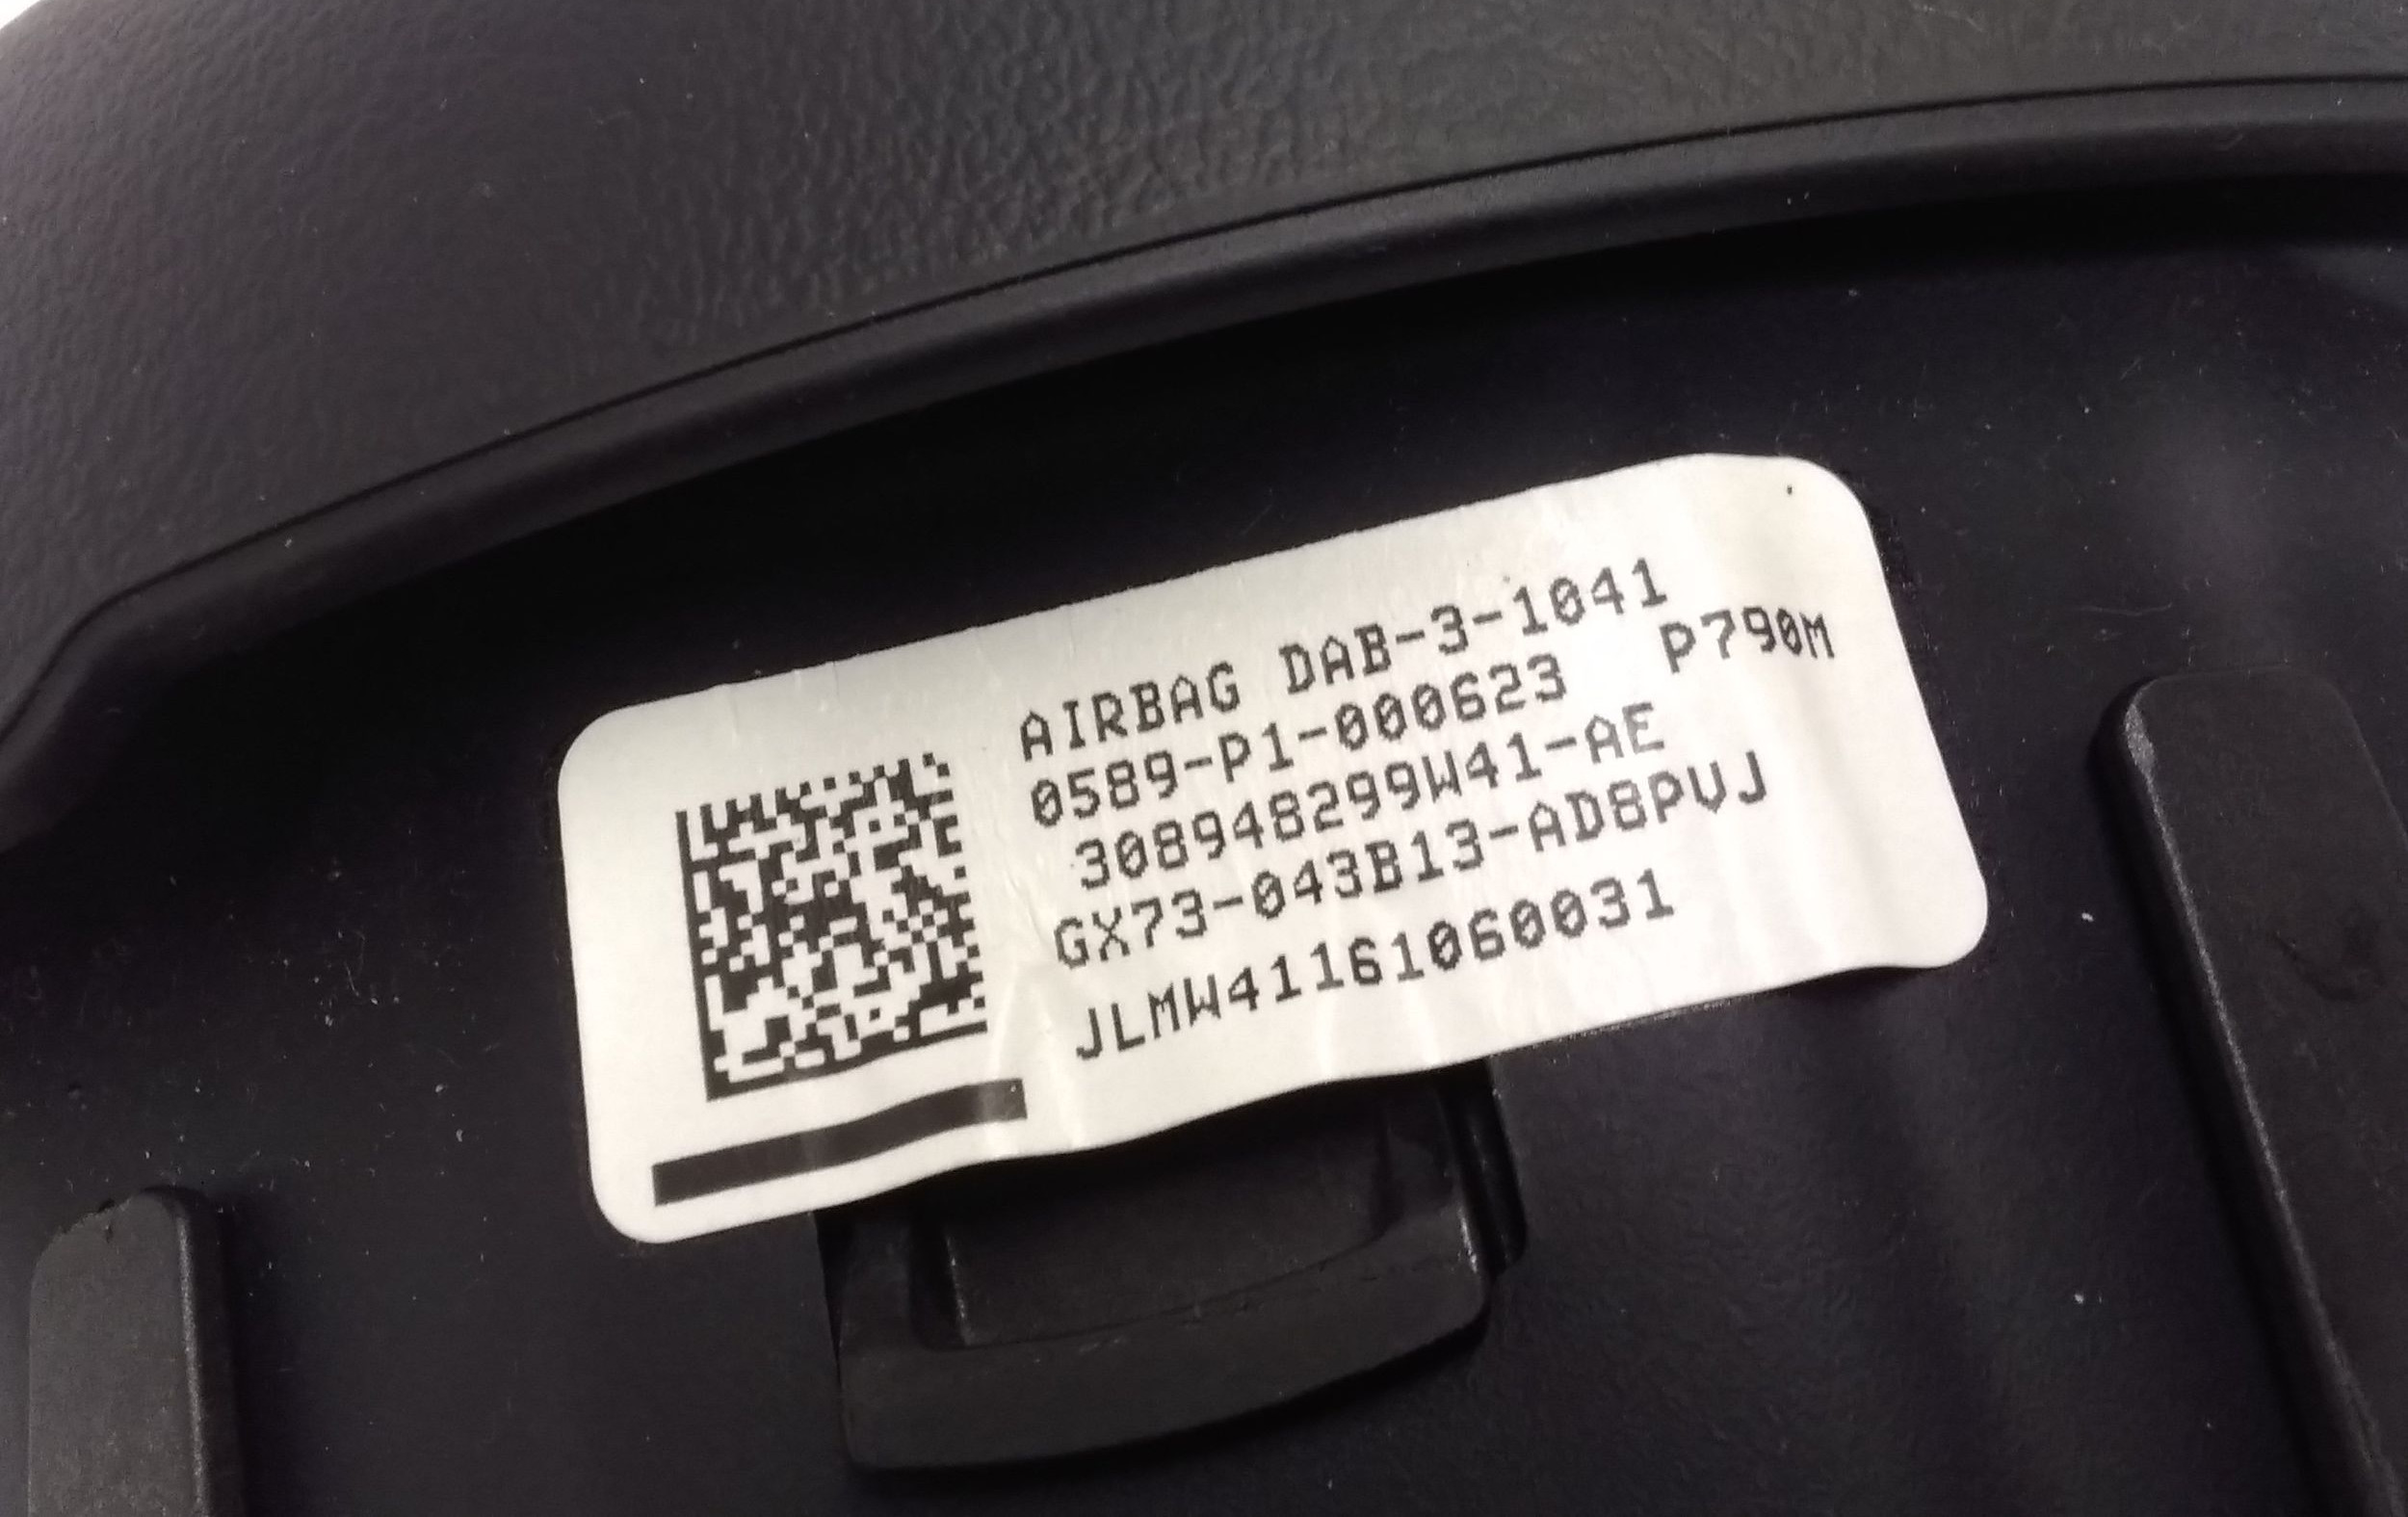 AIRBAG DAB-3-1041
0589-P1-000623 P790M
308948299W41-AE
GX73-043B13-AD8PVJ
JLMW41161060031